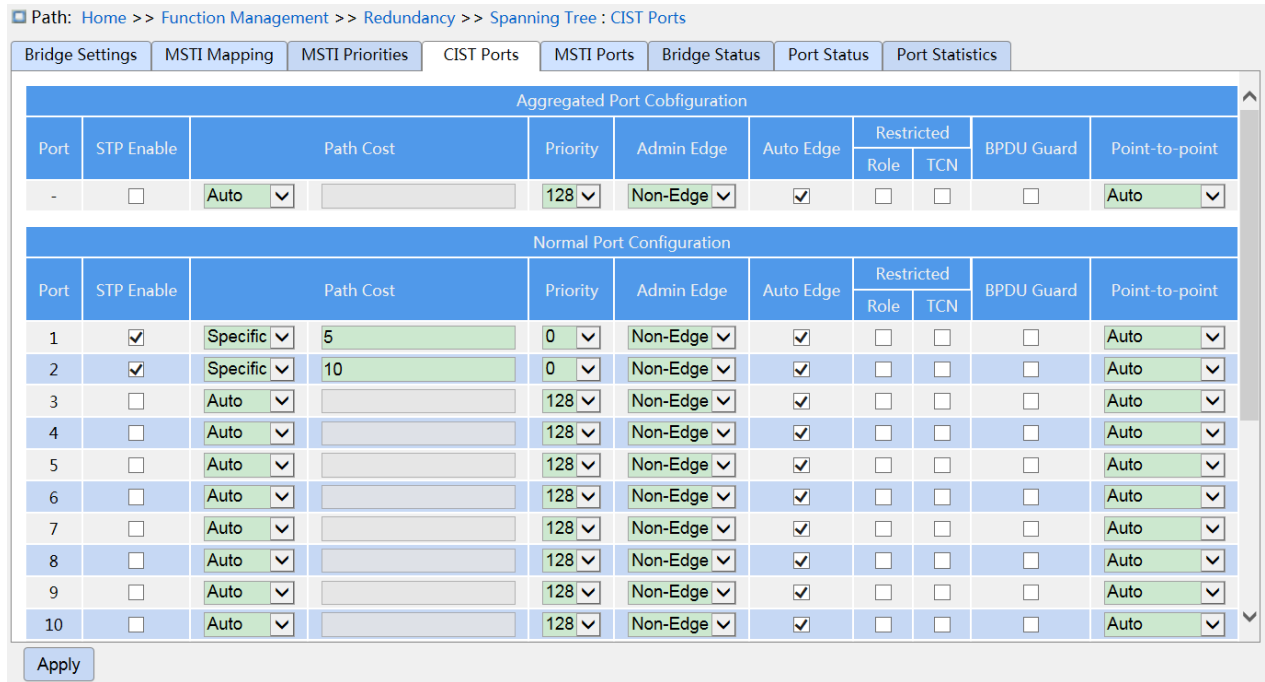 Path: Home >> Function Management >> Redundancy >> Spanning Tree : CIST Ports
Bridge Settings MSTI Mapping MSTI Priorities CIST Ports MSTI Ports Bridge Status Port Status Port Statistics
Aggregated Port Cobfiguration
Port STP Enable Path Cost Priority Admin Edge Auto Edge Restricted BPDU Guard Point-to-point
Role TCN
- Auto 128 Non-Edge Auto
Normal Port Configuration
Port STP Enable Path Cost Priority Admin Edge Auto Edge Restricted BPDU Guard Point-to-point
Role TCN
1 Specific 5 0 Non-Edge Auto
2 Specific 10 0 Non-Edge Auto
3 Auto 128 Non-Edge Auto
4 Auto 128 Non-Edge Auto
5 Auto 128 Non-Edge Auto
6 Auto 128 Non-Edge Auto
7 Auto 128 Non-Edge Auto
8 Auto 128 Non-Edge Auto
9 Auto 128 Non-Edge Auto
10 Auto 128 Non-Edge Auto
Apply